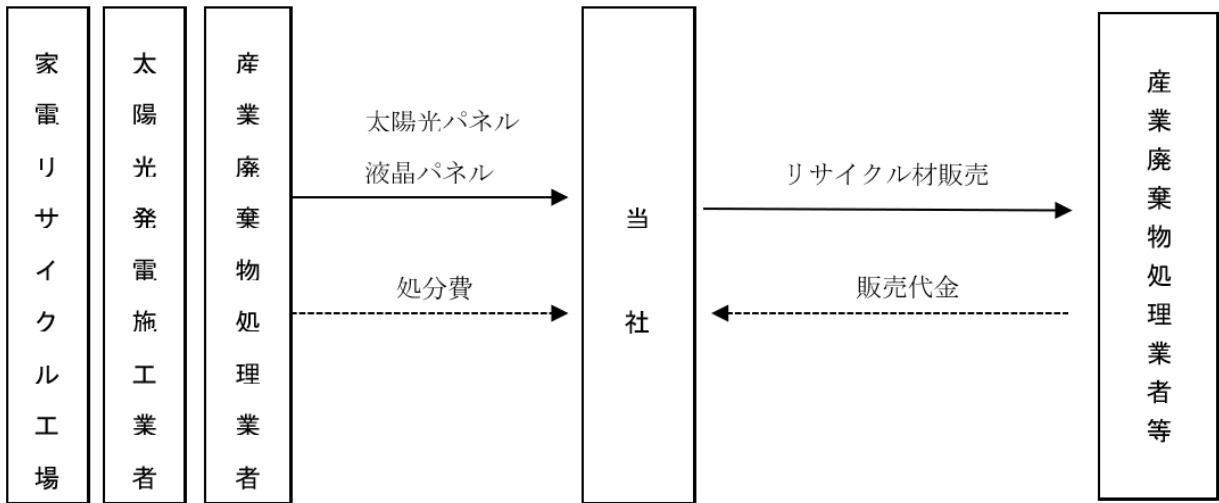 家電リサイクル工場
太陽光発電施工業者
産業廃棄物処理業者
太陽光パネル
液晶パネル
処分費
当社
リサイクル材販売
販売代金
産業廃棄物処理業者等